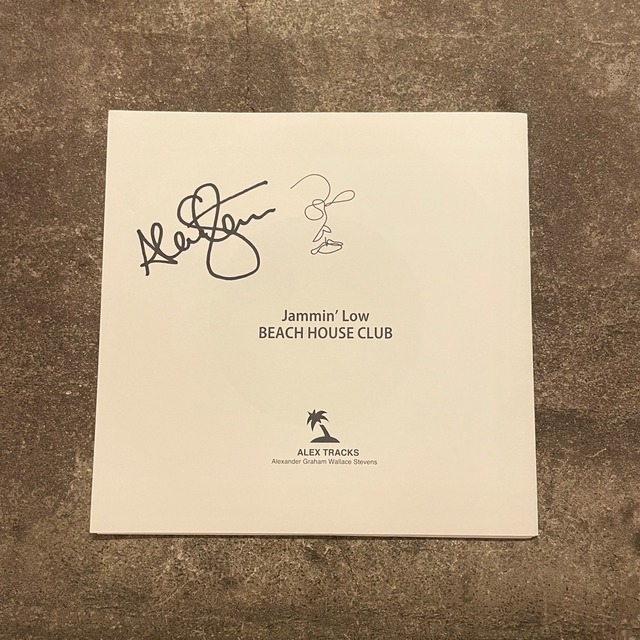 Jammin' Low
BEACH HOUSE CLUB
ALEX TRACKS
Alexander Graham Wallace Stevens